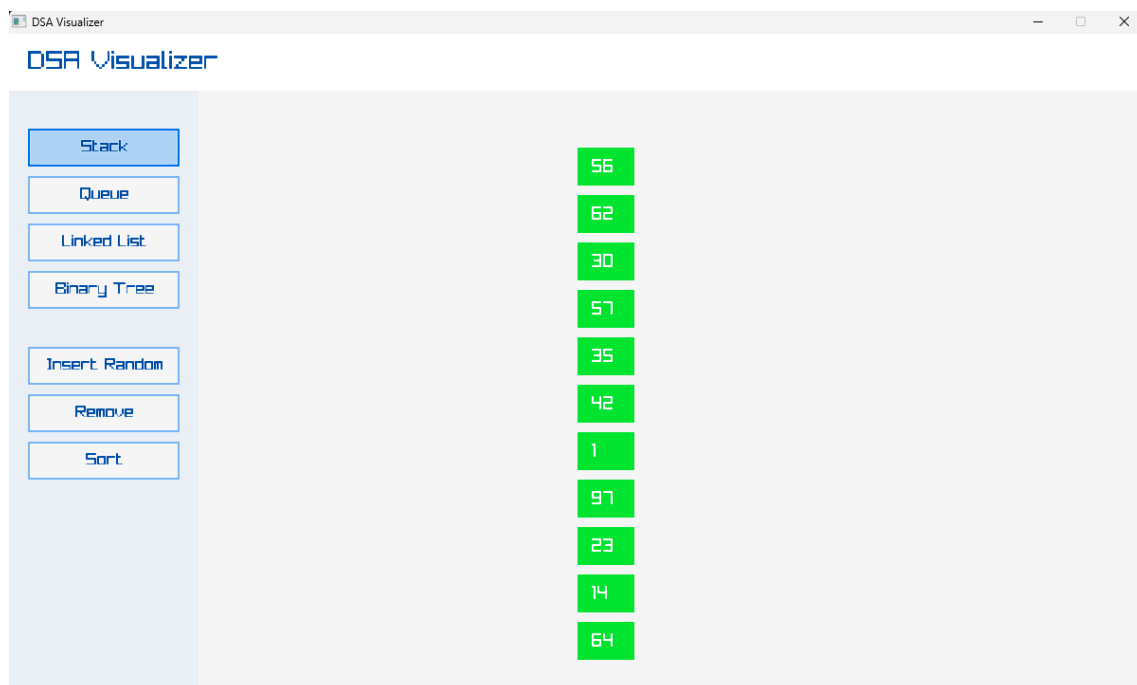 DSA Visualizer
DSA Visualizer
Stack
Queue
Linked List
Binary Tree
Insert Random
Remove
Sort
56
62
30
57
35
42
1
97
23
14
64